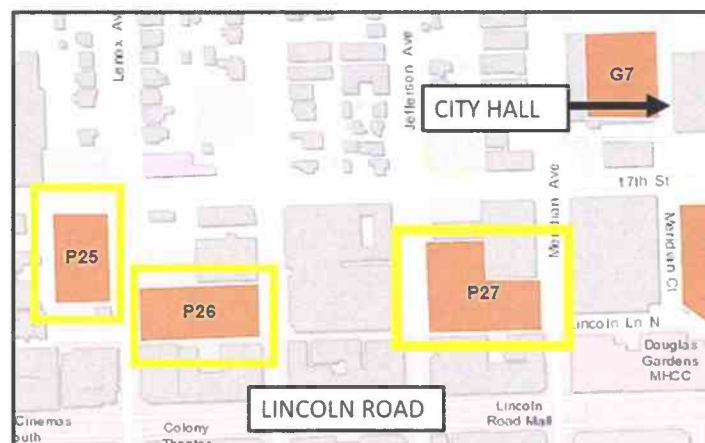 Lenox Ave
Jefferson Ave
G7
CITY HALL
17th St
Meridian Ave
Meridian Ct
P25
P26
P27
Lincoln Ln N
Douglas
Gardens
MHCC
LINCOLN ROAD
Lincoln
Road Mall
Cinemas
outh
Colony